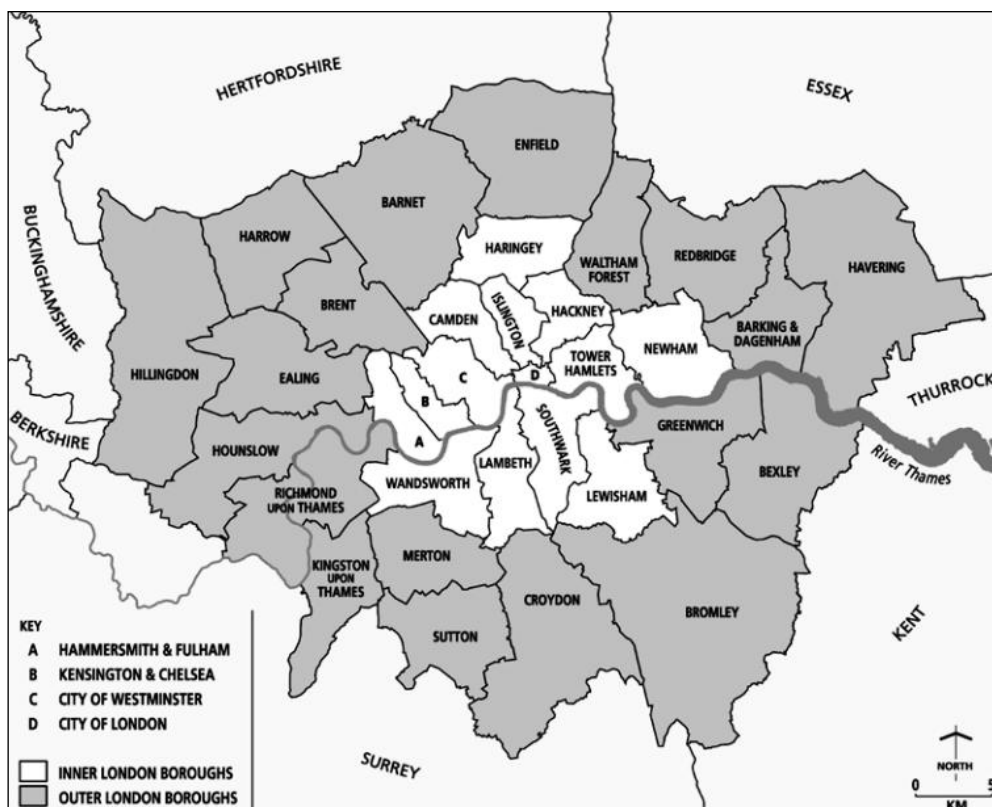 HERTFORDSHIRE
ESSEX
BUCKINGHAMSHIRE
ENFIELD
BARNET
HARROW
HARINGEY
WALTHAM
FOREST
REDBRIDGE
HAVERING
BRENT
CAMDEN
ISLINGTON
HACKNEY
BARKING &
DAGENHAM
HILLINGDON
EALING
C
D
TOWER
HAMLETS
NEWHAM
B
THURROCK
BERKSHIRE
HOUNSLOW
A
SOUTHWARK
GREENWICH
River Thames
RICHMOND
UPON THAMES
WANDSWORTH
LAMBETH
LEWISHAM
BEXLEY
MERTON
KINGSTON
UPON
THAMES
CROYDON
BROMLEY
KENT
SUTTON
SURREY
KEY
A HAMMERSMITH & FULHAM
B KENSINGTON & CHELSEA
C CITY OF WESTMINSTER
D CITY OF LONDON
INNER LONDON BOROUGHS
OUTER LONDON BOROUGHS
NORTH
0 5
KM